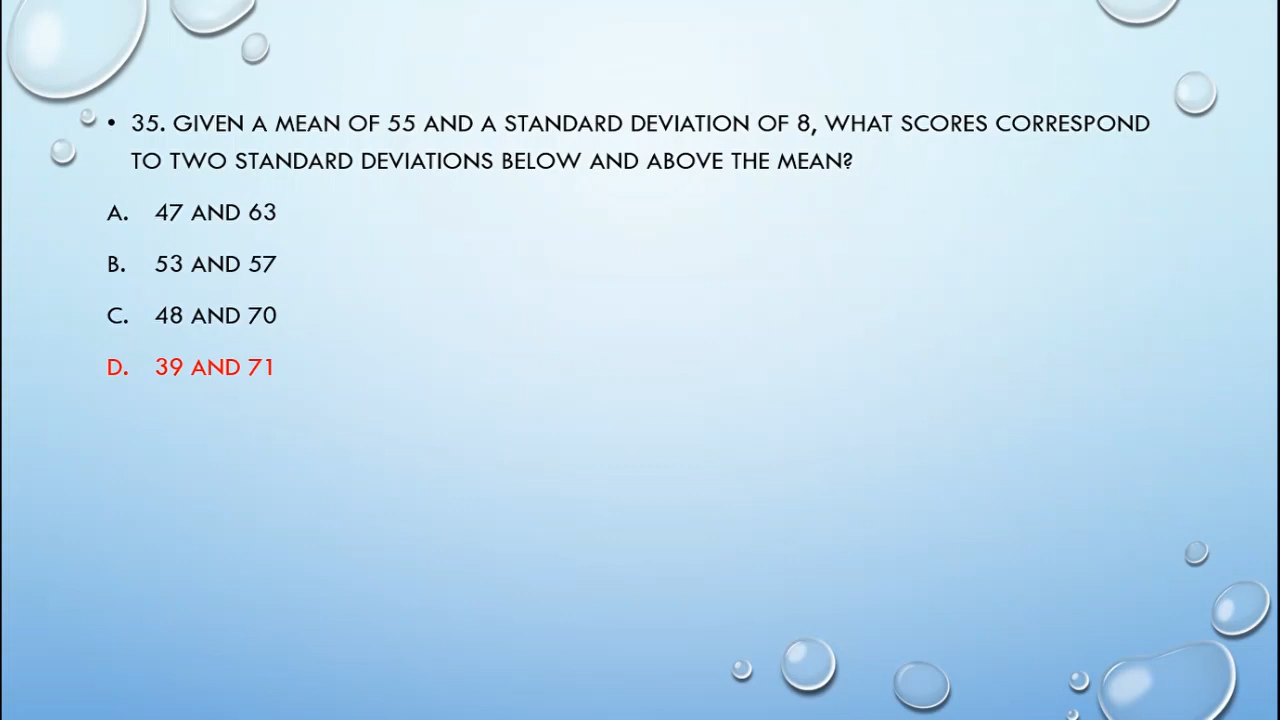 • 35. GIVEN A MEAN OF 55 AND A STANDARD DEVIATION OF 8, WHAT SCORES CORRESPOND
TO TWO STANDARD DEVIATIONS BELOW AND ABOVE THE MEAN?
A. 47 AND 63
B. 53 AND 57
C. 48 AND 70
D. 39 AND 71